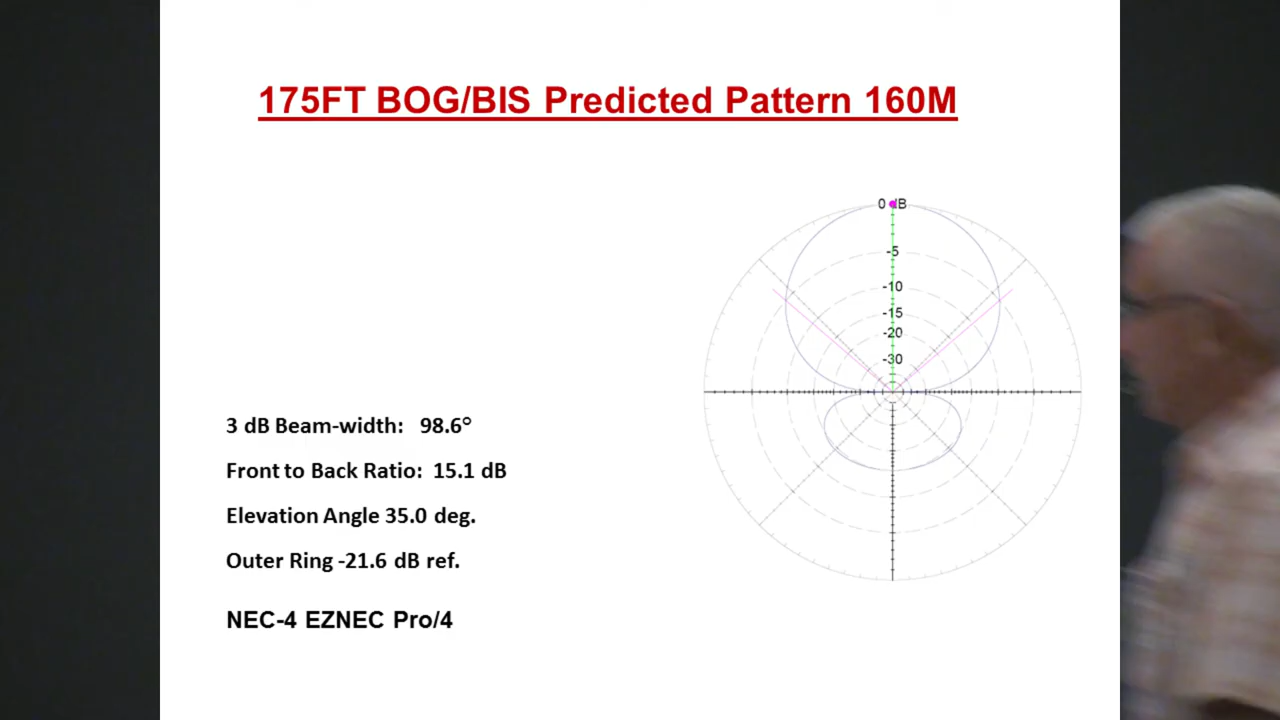 175FT BOG/BIS Predicted Pattern 160M
0 dB
-5
-10
-15
-20
-30
3 dB Beam-width: 98.6°
Front to Back Ratio: 15.1 dB
Elevation Angle 35.0 deg.
Outer Ring -21.6 dB ref.
NEC-4 EZNEC Pro/4